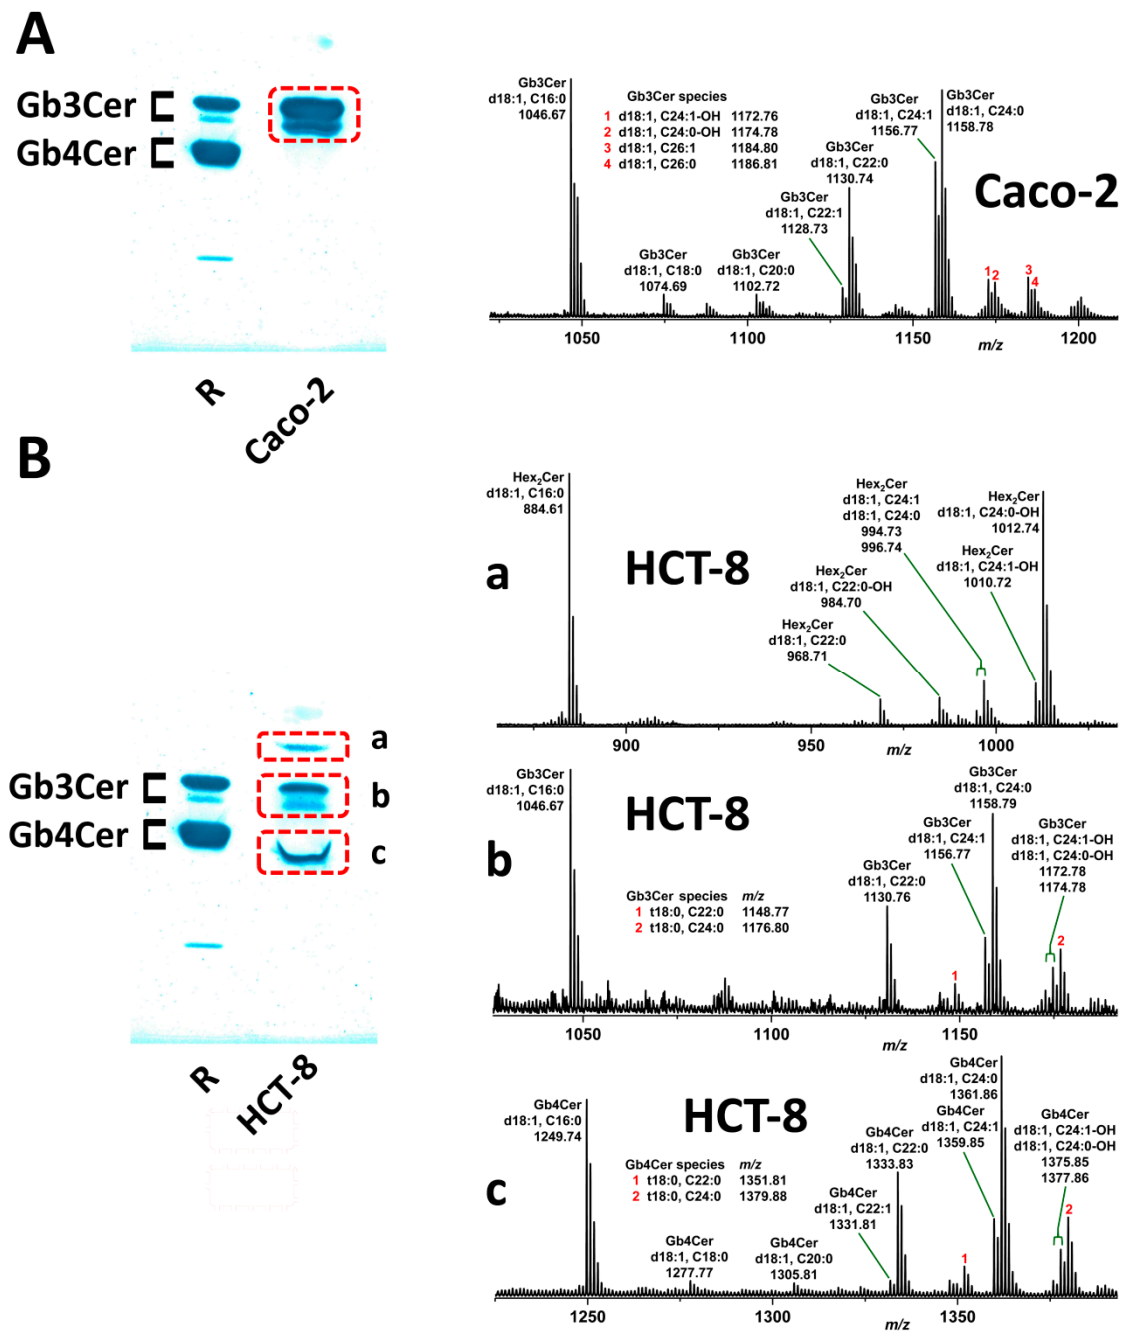 A
Gb3Cer
Gb4Cer
R
Caco-2
Gb3Cer
d18:1, C16:0
1046.67
Gb3Cer species
1 d18:1, C24:1-OH 1172.76
2 d18:1, C24:0-OH 1174.78
3 d18:1, C26:1 1184.80
4 d18:1, C26:0 1186.81
Gb3Cer
d18:1, C18:0
1074.69
Gb3Cer
d18:1, C20:0
1102.72
Gb3Cer
d18:1, C22:1
1128.73
Gb3Cer
d18:1, C22:0
1130.74
Gb3Cer
d18:1, C24:1
1156.77
Gb3Cer
d18:1, C24:0
1158.78
Caco-2
1 2
3
4
1050 1100 1150 1200
m/z
B
Gb3Cer
Gb4Cer
a
b
c
R
HCT-8
a
HCT-8
Hex2Cer
d18:1, C16:0
884.61
Hex2Cer
d18:1, C22:0
968.71
Hex2Cer
d18:1, C22:0-OH
984.70
Hex2Cer
d18:1, C24:1
d18:1, C24:0
994.73
996.74
Hex2Cer
d18:1, C24:0-OH
1012.74
Hex2Cer
d18:1, C24:1-OH
1010.72
900 950 1000
m/z
b
HCT-8
Gb3Cer
d18:1, C16:0
1046.67
Gb3Cer species m/z
1 t18:0, C22:0 1148.77
2 t18:0, C24:0 1176.80
Gb3Cer
d18:1, C22:0
1130.76
Gb3Cer
d18:1, C24:1
1156.77
Gb3Cer
d18:1, C24:0
1158.79
Gb3Cer
d18:1, C24:1-OH
d18:1, C24:0-OH
1172.78
1174.78
1
2
1050 1100 1150
m/z
c
HCT-8
Gb4Cer
d18:1, C16:0
1249.74
Gb4Cer species m/z
1 t18:0, C22:0 1351.81
2 t18:0, C24:0 1379.88
Gb4Cer
d18:1, C18:0
1277.77
Gb4Cer
d18:1, C20:0
1305.81
Gb4Cer
d18:1, C22:1
1331.81
Gb4Cer
d18:1, C22:0
1333.83
Gb4Cer
d18:1, C24:0
1361.86
Gb4Cer
d18:1, C24:1
1359.85
Gb4Cer
d18:1, C24:1-OH
d18:1, C24:0-OH
1375.85
1377.86
1
2
1250 1300 1350
m/z